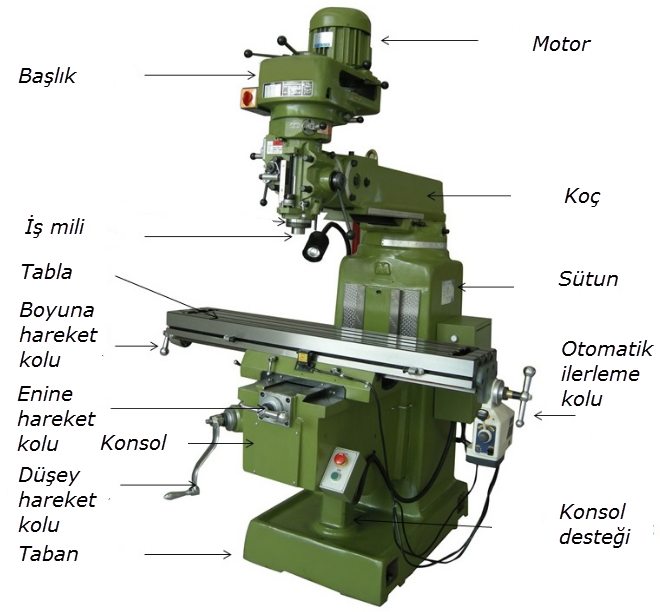 Motor
Başlık
Koç
İş mili
Tabla
Sütun
Boyuna
hareket
kolu
Otomatik
ilerleme
kolu
Enine
hareket
kolu
Konsol
Düşey
hareket
kolu
Konsol
desteği
Taban